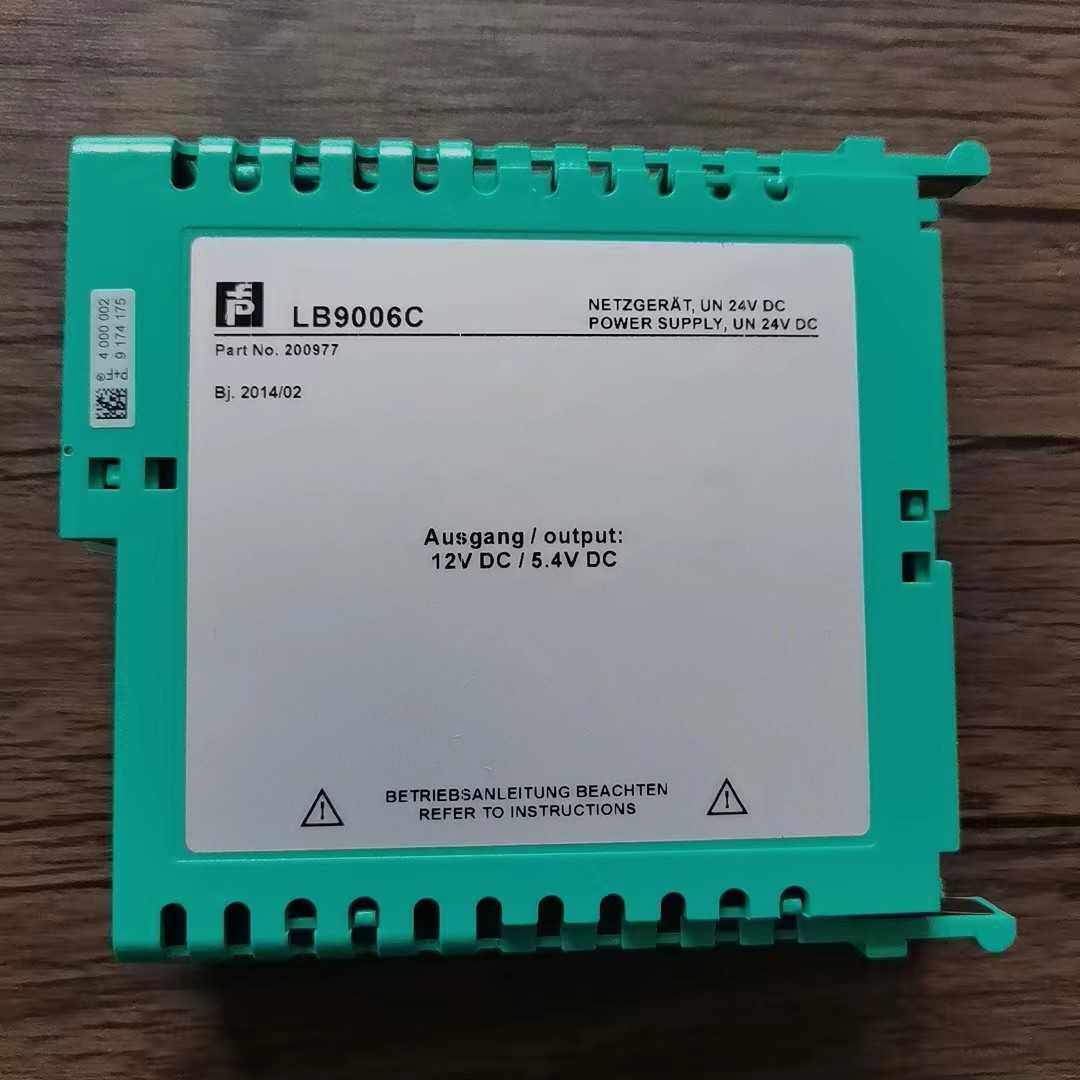 LB9006C
NETZGERÄT, UN 24V DC
POWER SUPPLY, UN 24V DC
Part No. 200977
Bj. 2014/02
4 000 002
9 174 175
Ausgang / output:
12V DC / 5.4V DC
BETRIEBSANLEITUNG BEACHTEN
REFER TO INSTRUCTIONS